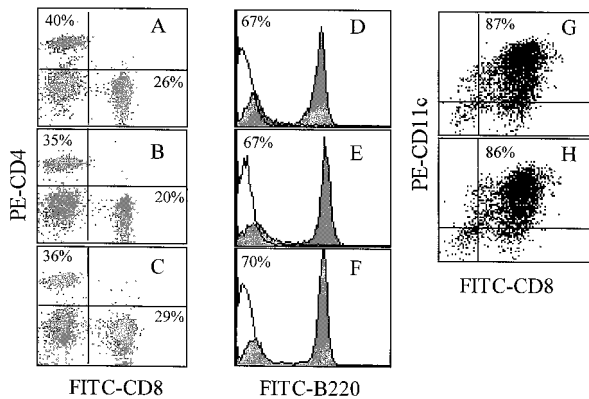 40%
A
26%
35%
B
20%
36%
C
29%
PE-CD4
FITC-CD8
67%
D
67%
E
70%
F
FITC-B220
87%
G
86%
H
PE-CD11c
FITC-CD8